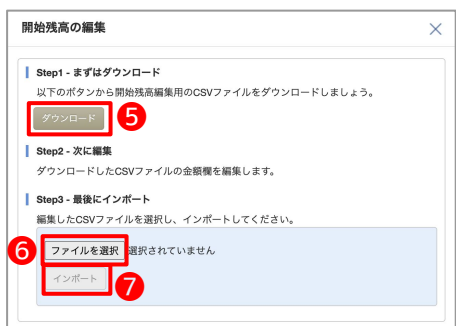 開始残高の編集
Step1 - まずはダウンロード
以下のボタンから開始残高編集用のCSVファイルをダウンロードしましょう。
ダウンロード 5
Step2 - 次に編集
ダウンロードしたCSVファイルの金額欄を編集します。
Step3 - 最後にインポート
編集したCSVファイルを選択し、インポートしてください。
6 ファイルを選択 選択されていません
インポート 7